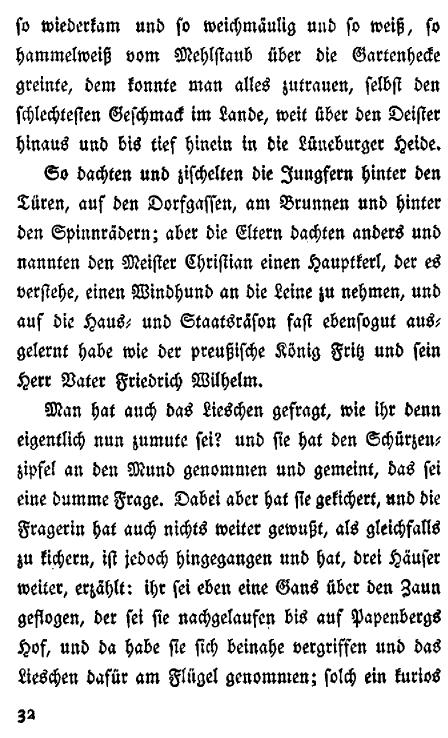 so wiederkam und so weichmäulig und so weiß, so
hammelweiß vom Mehlstaub über die Gartenhecke
greinte, dem konnte man alles zutrauen, selbst den
schlechtesten Geschmack im Lande, weit über den Deister
hinaus und bis tief hinein in die Lüneburger Heide.
So dachten und zischelten die Jungfern hinter den
Türen, auf den Dorfgassen, am Brunnen und hinter
den Spinnrädern; aber die Eltern dachten anders und
nannten den Meister Christian einen Hauptkerl, der es
verstehe, einen Windhund an die Leine zu nehmen, und
auf die Haus- und Staatsräson fast ebensogut aus-
gelernt habe wie der preußische König Fritz und sein
Herr Vater Friedrich Wilhelm.
Man hat auch das Lieschen gefragt, wie ihr denn
eigentlich nun zumute sei? und sie hat den Schürzen-
zipfel an den Mund genommen und gemeint, das sei
eine dumme Frage. Dabei aber hat sie gekichert, und die
Fragerin hat auch nichts weiter gewußt, als gleichfalls
zu kichern, ist jedoch hingegangen und hat, drei Häuser
weiter, erzählt: ihr sei eben eine Gans über den Zaun
geflogen, der sei sie nachgelaufen bis auf Papenbergs
Hof, und da habe sie sich beinahe vergriffen und das
Lieschen dafür am Flügel genommen; solch ein kurios
32